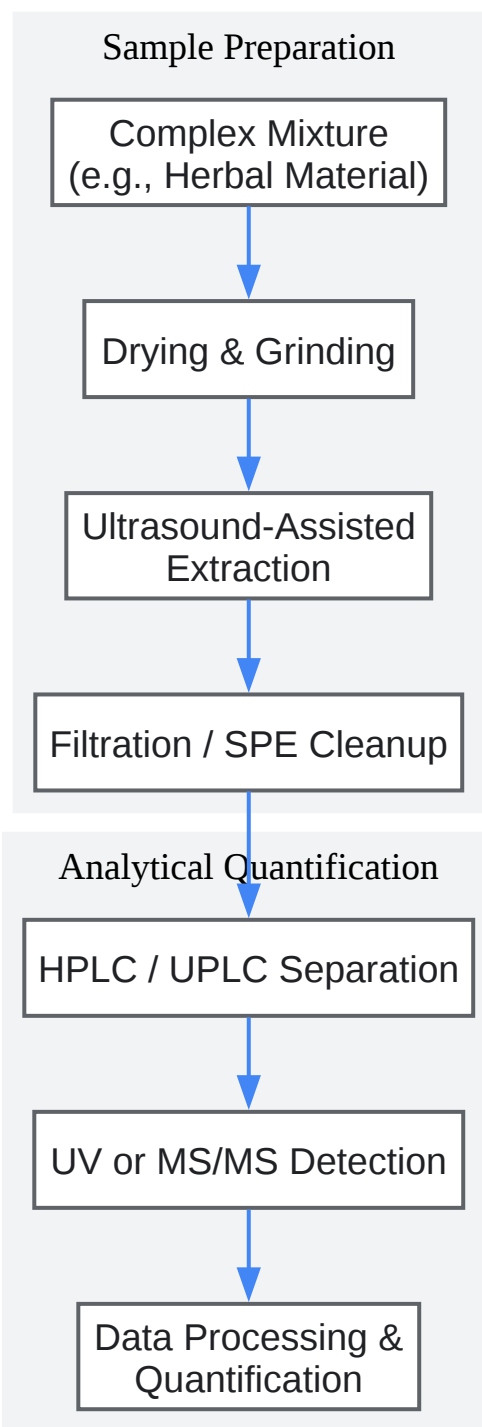 Sample Preparation
Complex Mixture
(e.g., Herbal Material)
Drying & Grinding
Ultrasound-Assisted
Extraction
Filtration / SPE Cleanup
Analytical Quantification
HPLC / UPLC Separation
UV or MS/MS Detection
Data Processing &
Quantification